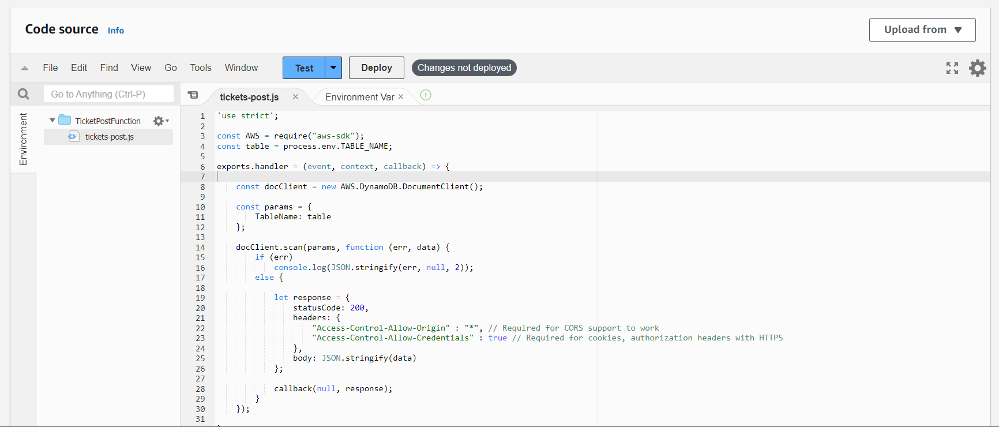 Code source Info
Upload from
File Edit Find View Go Tools Window Test Deploy Changes not deployed
Go to Anything (Ctrl-P)
tickets-post.js × Environment Var ×
Environment
TicketPostFunction
tickets-post.js
1 'use strict';
2
3 const AWS = require("aws-sdk");
4 const table = process.env.TABLE_NAME;
5
6 exports.handler = (event, context, callback) => {
7
8 const docClient = new AWS.DynamoDB.DocumentClient();
9
10 const params = {
11 TableName: table
12 };
13
14 docClient.scan(params, function (err, data) {
15 if (err)
16 console.log(JSON.stringify(err, null, 2));
17 else {
18
19 let response = {
20 statusCode: 200,
21 headers: {
22 "Access-Control-Allow-Origin" : "*", // Required for CORS support to work
23 "Access-Control-Allow-Credentials" : true // Required for cookies, authorization headers with HTTPS
24 },
25 body: JSON.stringify(data)
26 };
27
28 callback(null, response);
29 }
30 });
31